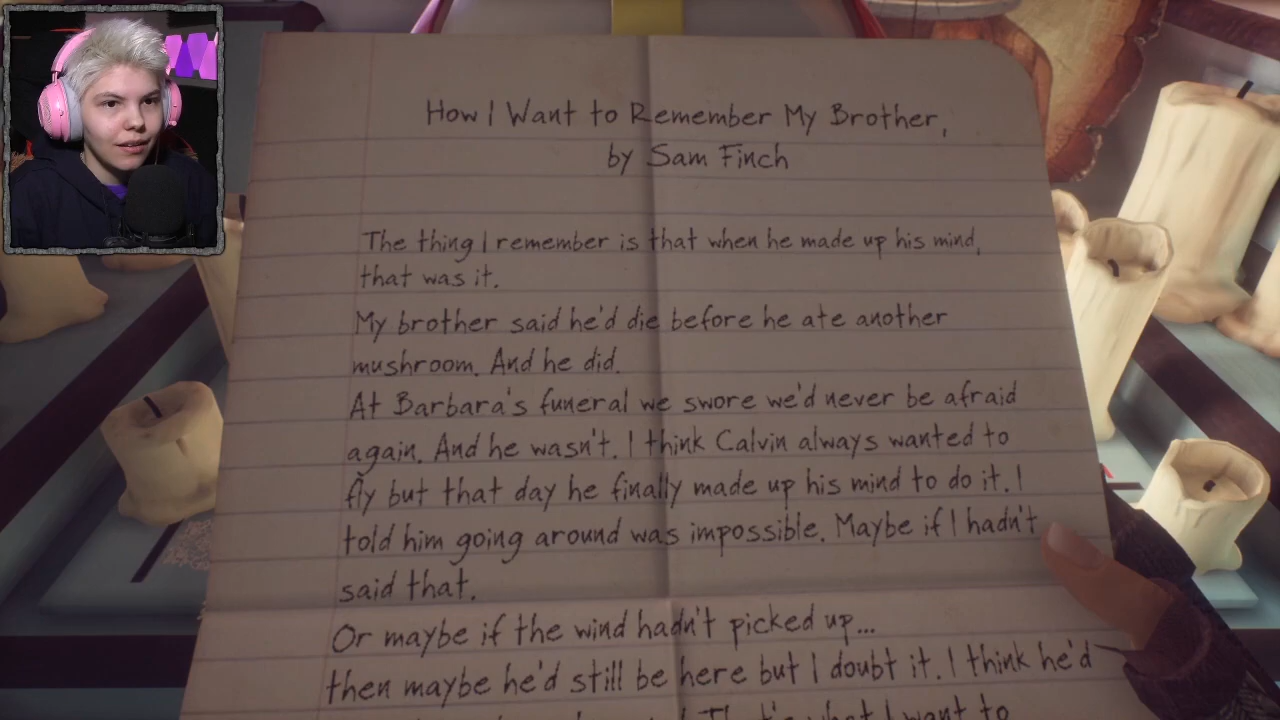 How I Want to Remember My Brother,
by Sam Finch
The thing I remember is that when he made up his mind,
that was it.
My brother said he'd die before he ate another
mushroom. And he did.
At Barbara's funeral we swore we'd never be afraid
again. And he wasn't. I think Calvin always wanted to
fly but that day he finally made up his mind to do it. I
told him going around was impossible. Maybe if I hadn't
said that.
Or maybe if the wind hadn't picked up...
then maybe he'd still be here but I doubt it. I think he'd
That's what I want to